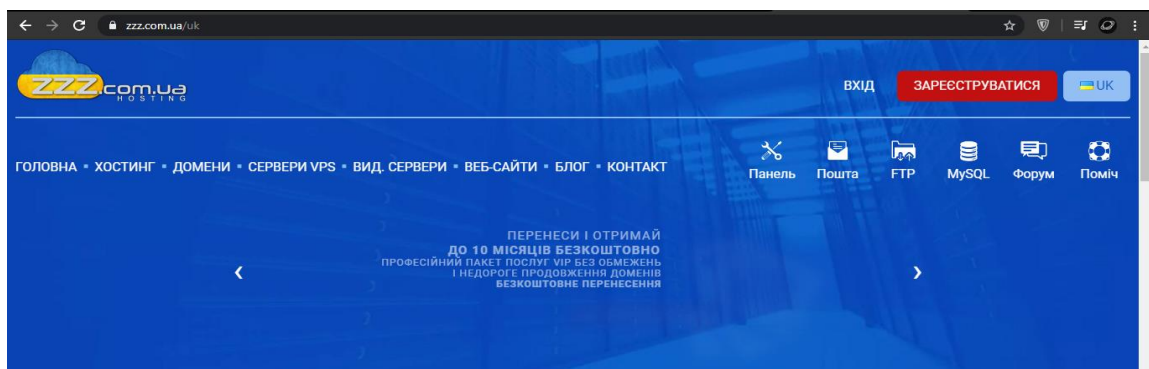 zzz.com.ua/uk
ZZZ.com.ua
HOSTING
ВХІД
ЗАРЕЄСТРУВАТИСЯ
UK
ГОЛОВНА ▪ ХОСТИНГ ▪ ДОМЕНИ ▪ СЕРВЕРИ VPS ▪ ВИД. СЕРВЕРИ ▪ ВЕБ-САЙТИ ▪ БЛОГ ▪ КОНТАКТ
Панель Пошта FTP MySQL Форум Поміч
ПЕРЕНЕСИ І ОТРИМАЙ
ДО 10 МІСЯЦІВ БЕЗКОШТОВНО
ПРОФЕСІЙНИЙ ПАКЕТ ПОСЛУГ VIP БЕЗ ОБМЕЖЕНЬ
І НЕДОРОГЕ ПРОДОВЖЕННЯ ДОМЕНІВ
БЕЗКОШТОВНЕ ПЕРЕНЕСЕННЯ